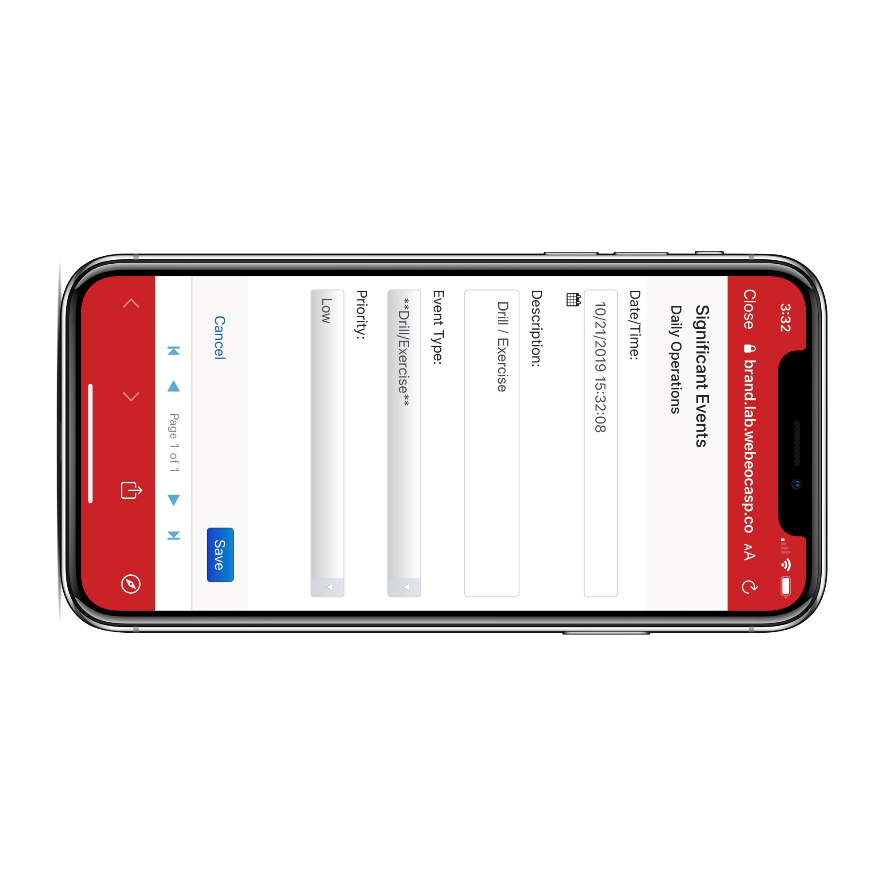 3:32
Close brand.lab.webeocasp.co AA
Significant Events
Daily Operations
Date/Time:
10/21/2019 15:32:08
Description:
Drill / Exercise
Event Type:
**Drill/Exercise**
Priority:
Low
Cancel Save
Page 1 of 1